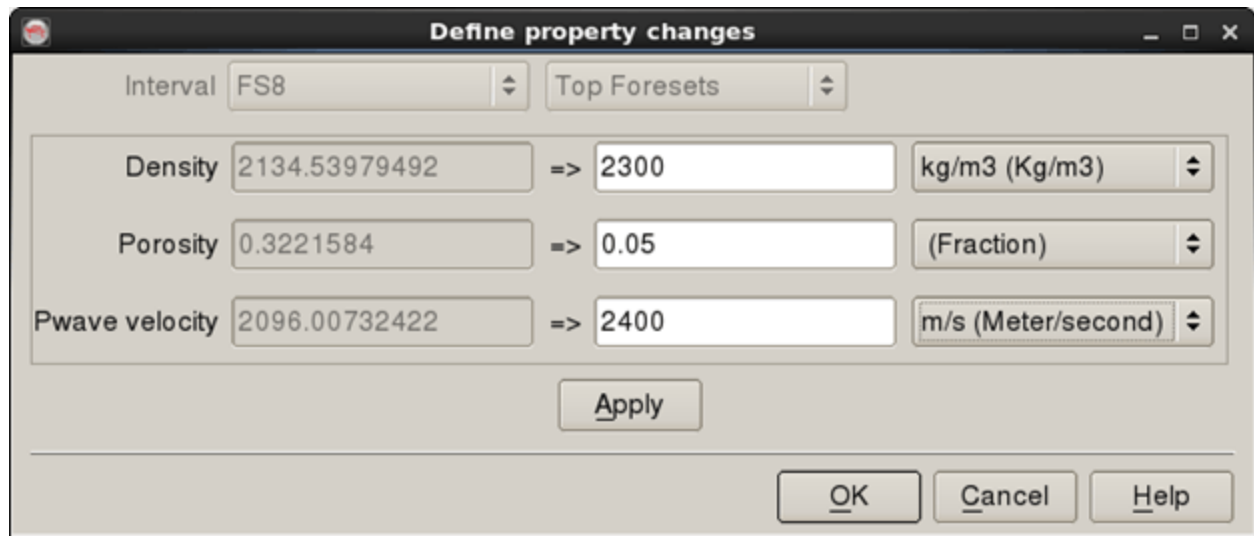 Define property changes
Interval FS8 Top Foresets
Density 2134.53979492 => 2300 kg/m3 (Kg/m3)
Porosity 0.3221584 => 0.05 (Fraction)
Pwave velocity 2096.00732422 => 2400 m/s (Meter/second)
Apply
OK Cancel Help